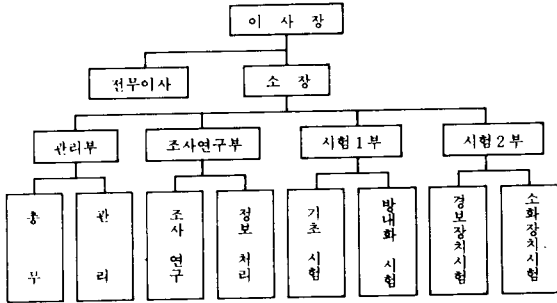 이 사 장
전무이사
소 장
관리부
조사연구부
시험 1 부
시험 2 부
총 무
관 리
조사 연구
정보 처리
기초 시험
방내화 시험
경보장치시험
소화장치시험